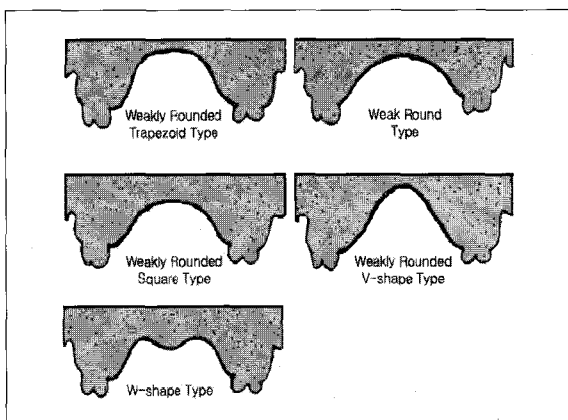 Weakly Rounded
Trapezoid Type
Weak Round
Type
Weakly Rounded
Square Type
Weakly Rounded
V-shape Type
W-shape Type